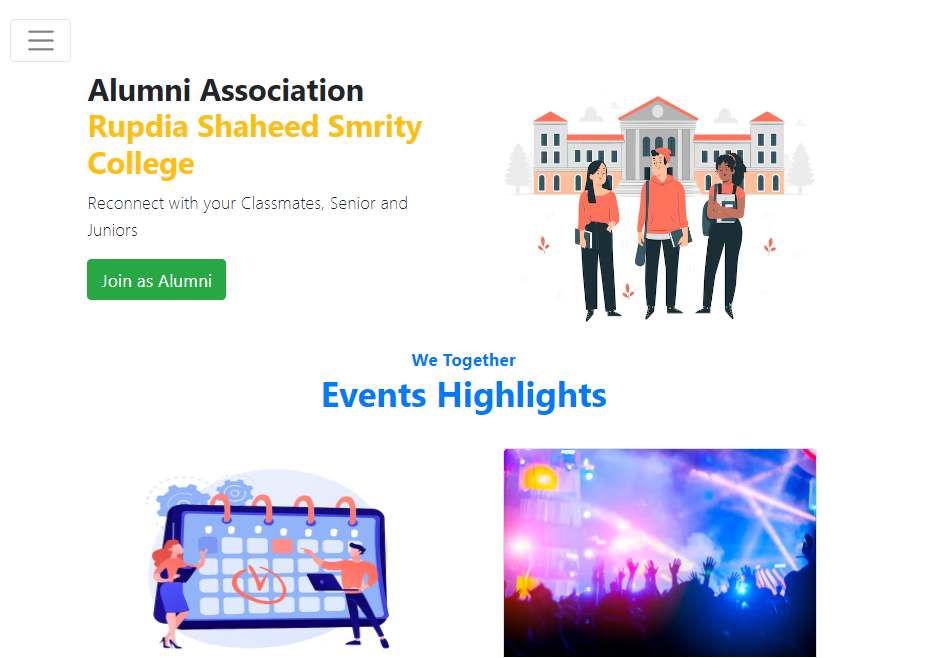 Alumni Association
Rupdia Shaheed Smrity
College
Reconnect with your Classmates, Senior and
Juniors
Join as Alumni
We Together
Events Highlights